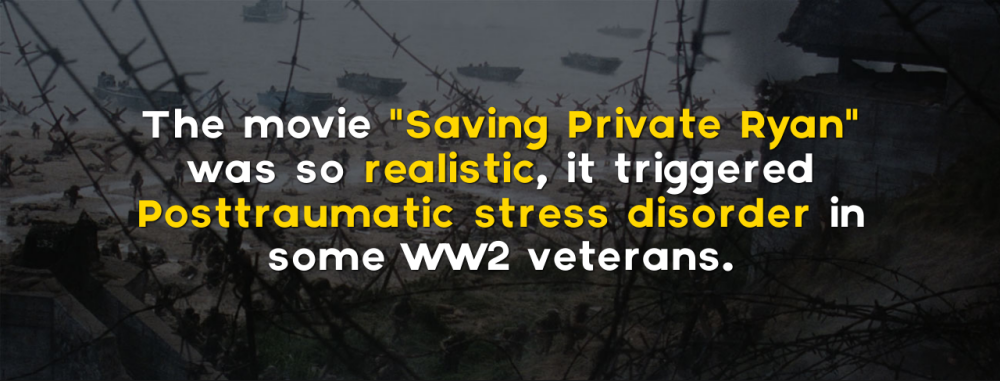 The movie "Saving Private Ryan"
was so realistic, it triggered
Posttraumatic stress disorder in
some WW2 veterans.